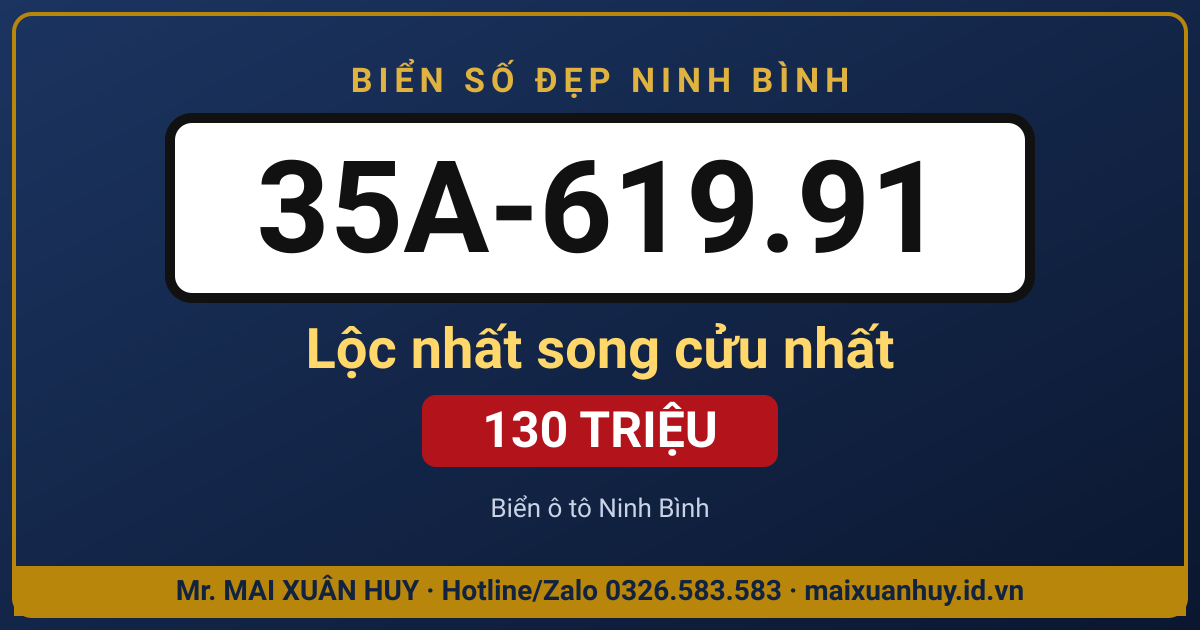 BIỂN SỐ ĐẸP NINH BÌNH
35A-619.91
Lộc nhất song cửu nhất
130 TRIỆU
Biển ô tô Ninh Bình
Mr. MAI XUÂN HUY · Hotline/Zalo 0326.583.583 · maixuanhuy.id.vn